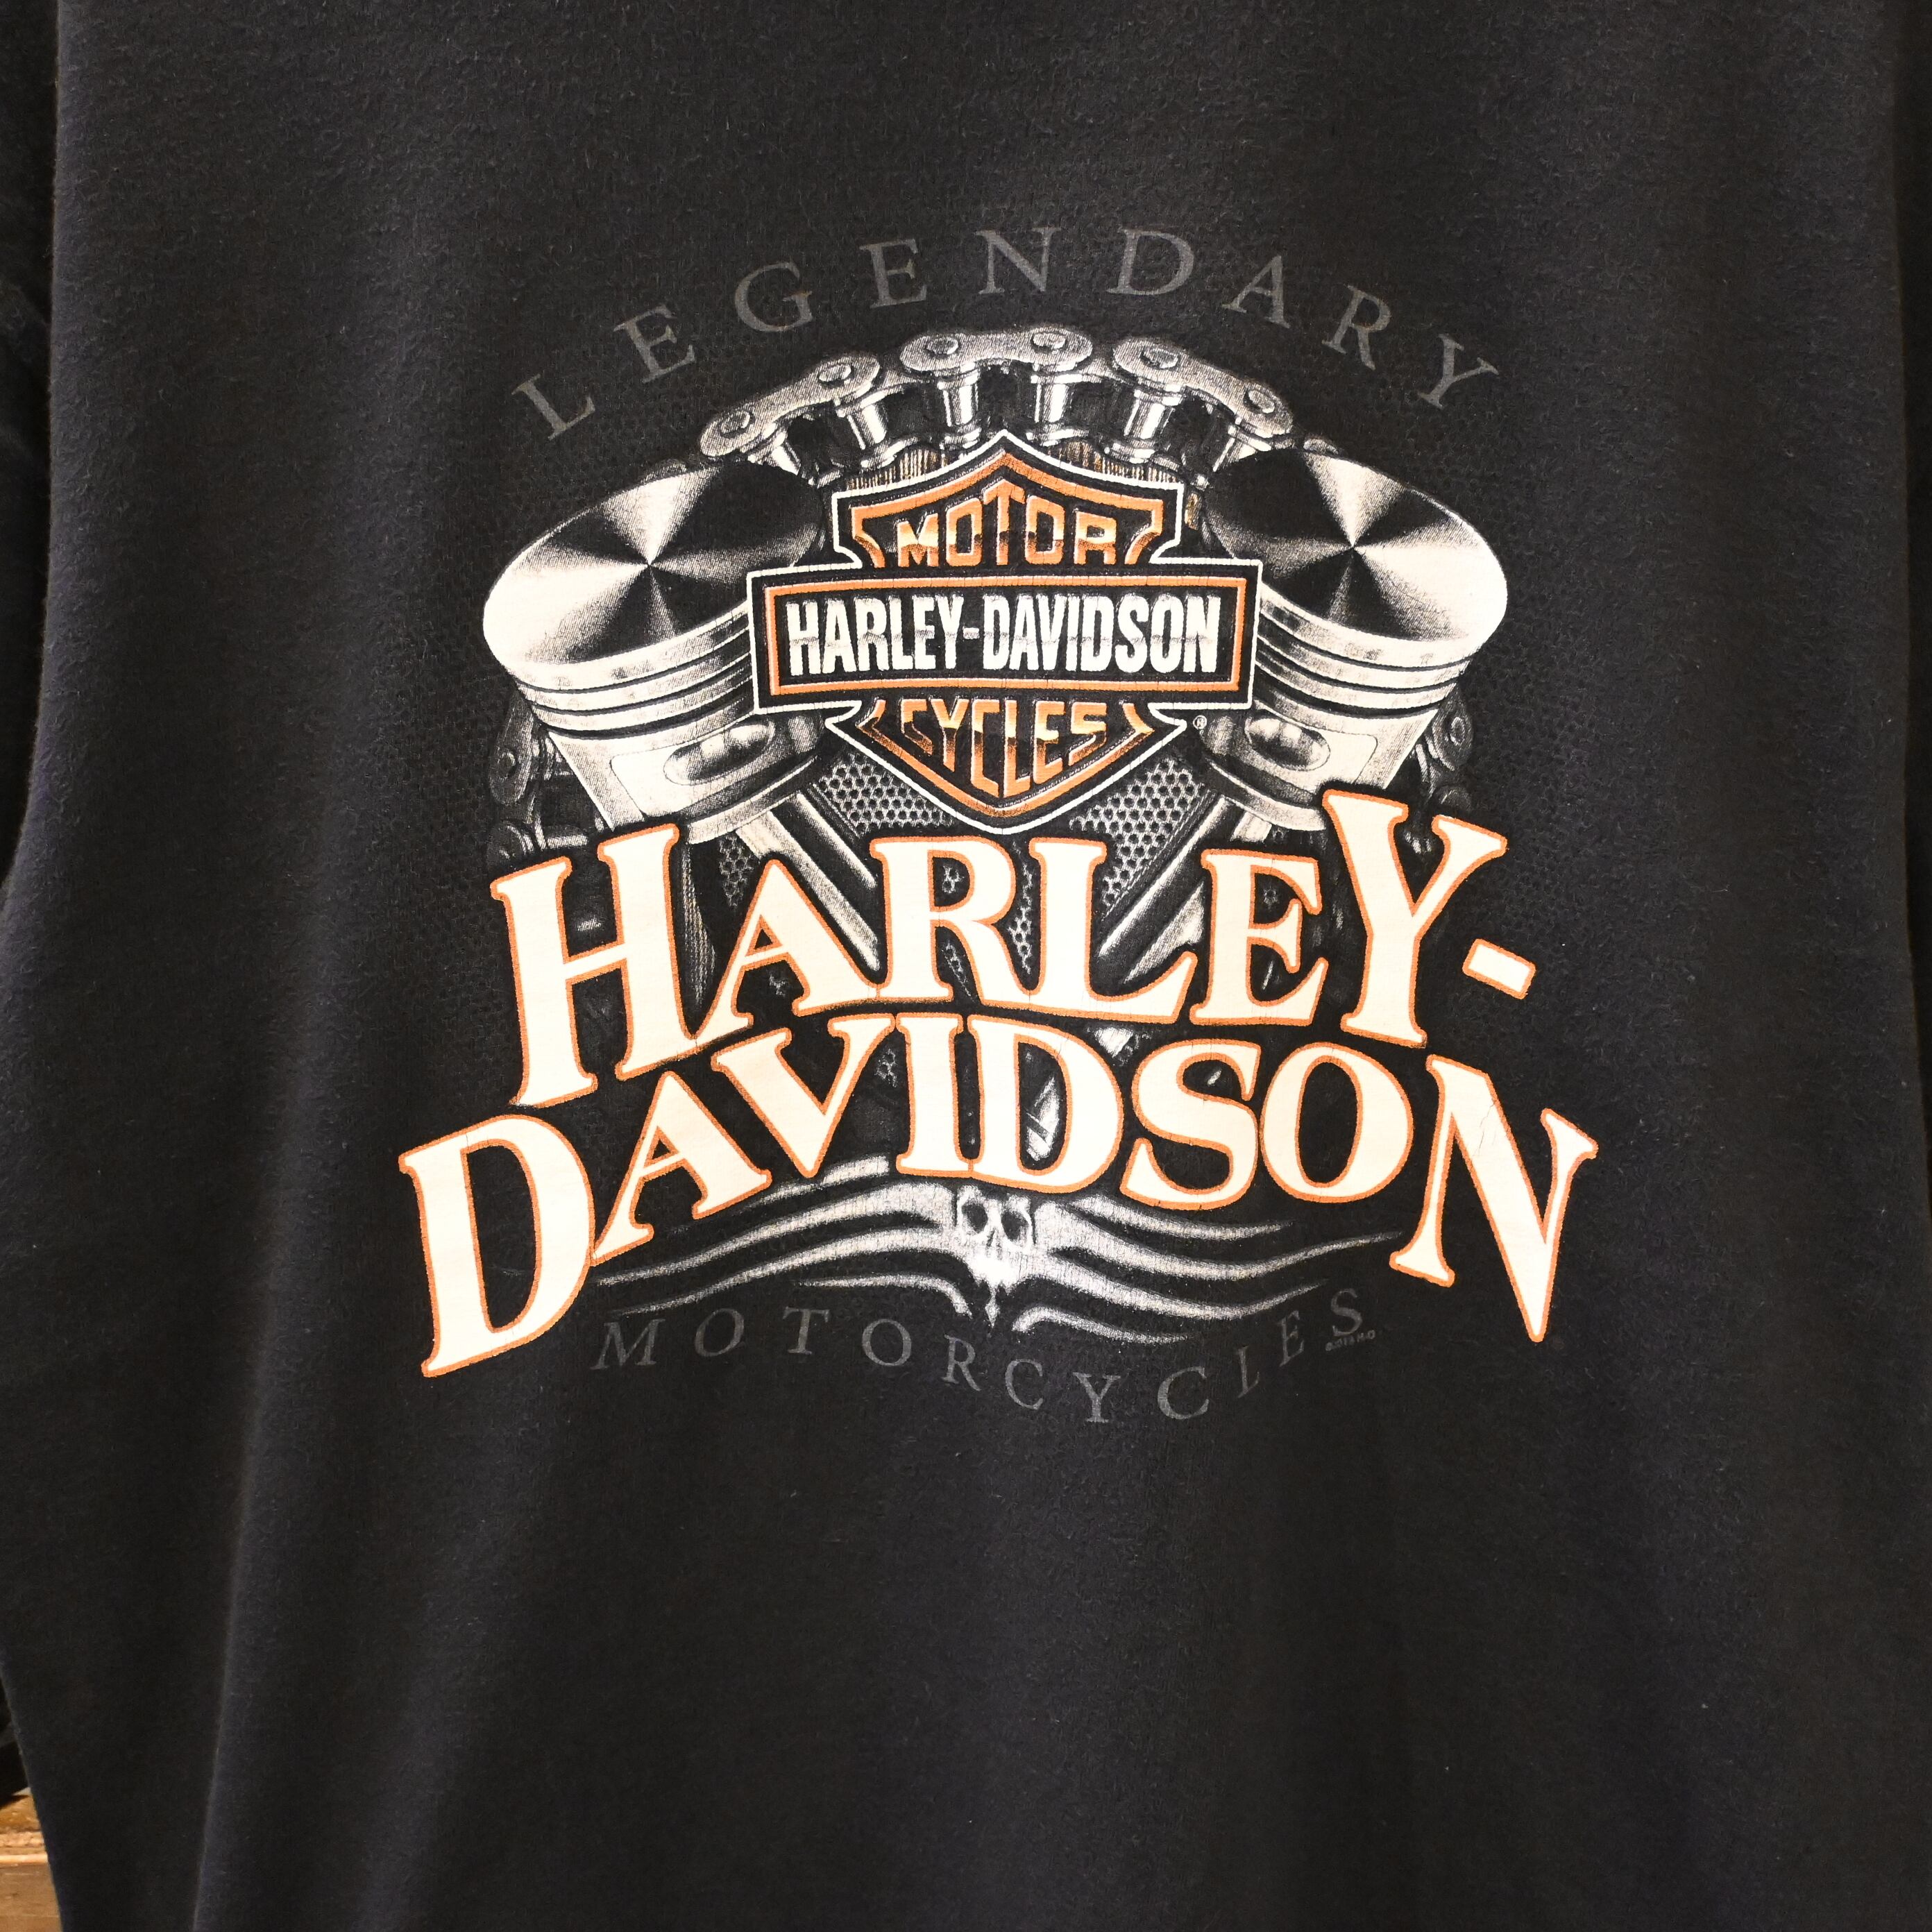 LEGENDARY
MOTOR
HARLEY-DAVIDSON
CYCLES
®
HARLEY-
DAVIDSON
MOTORCYCLES